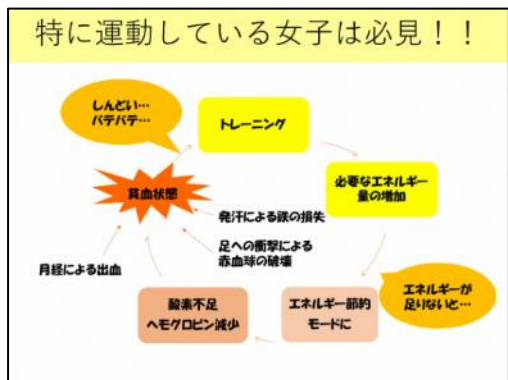 特に運動している女子は必見！！
しんどい…
バテバテ…
トレーニング
必要なエネルギー
量の増加
貧血状態
発汗による鉄の損失
足への衝撃による
赤血球の破壊
月経による出血
エネルギーが
足りないと…
酸素不足
ヘモグロビン減少
エネルギー節約
モードに